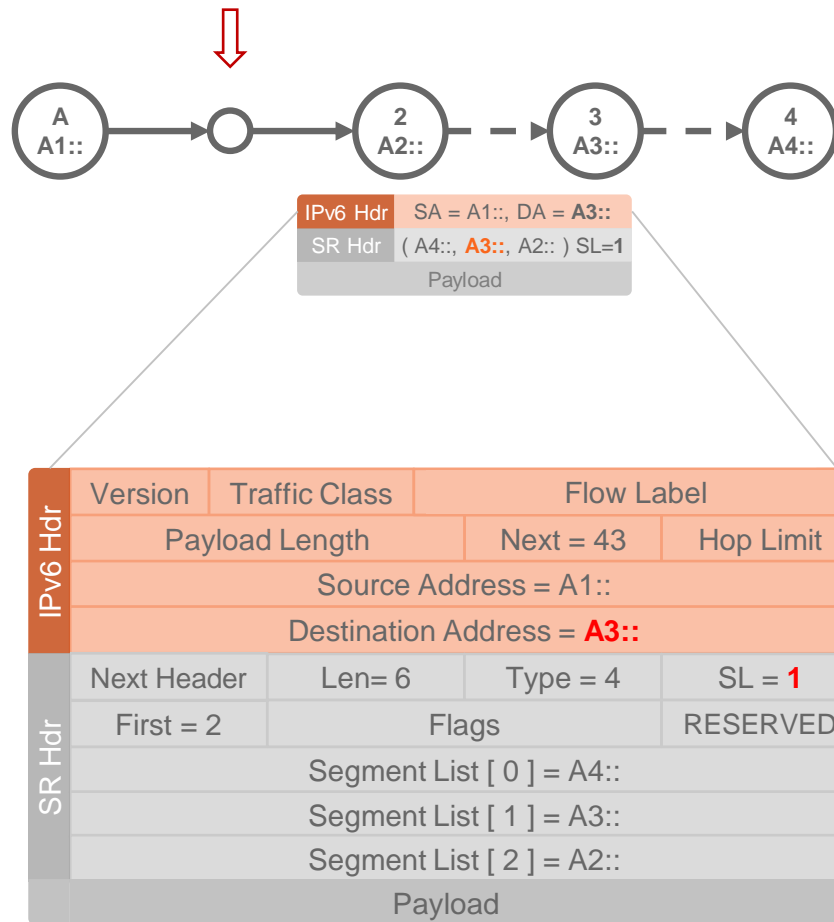 A 2 3 4
A1:: A2:: A3:: A4::
IPv6 Hdr SA = A1::, DA = A3::
SR Hdr ( A4::, A3::, A2:: ) SL=1
Payload
IPv6 Hdr
Version Traffic Class Flow Label
Payload Length Next = 43 Hop Limit
Source Address = A1::
Destination Address = A3::
SR Hdr
Next Header Len= 6 Type = 4 SL = 1
First = 2 Flags RESERVED
Segment List [ 0 ] = A4::
Segment List [ 1 ] = A3::
Segment List [ 2 ] = A2::
Payload